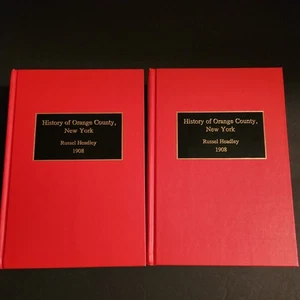 History of Orange County,
New York
Russel Headley
1908
History of Orange County,
New York
Russel Headley
1908